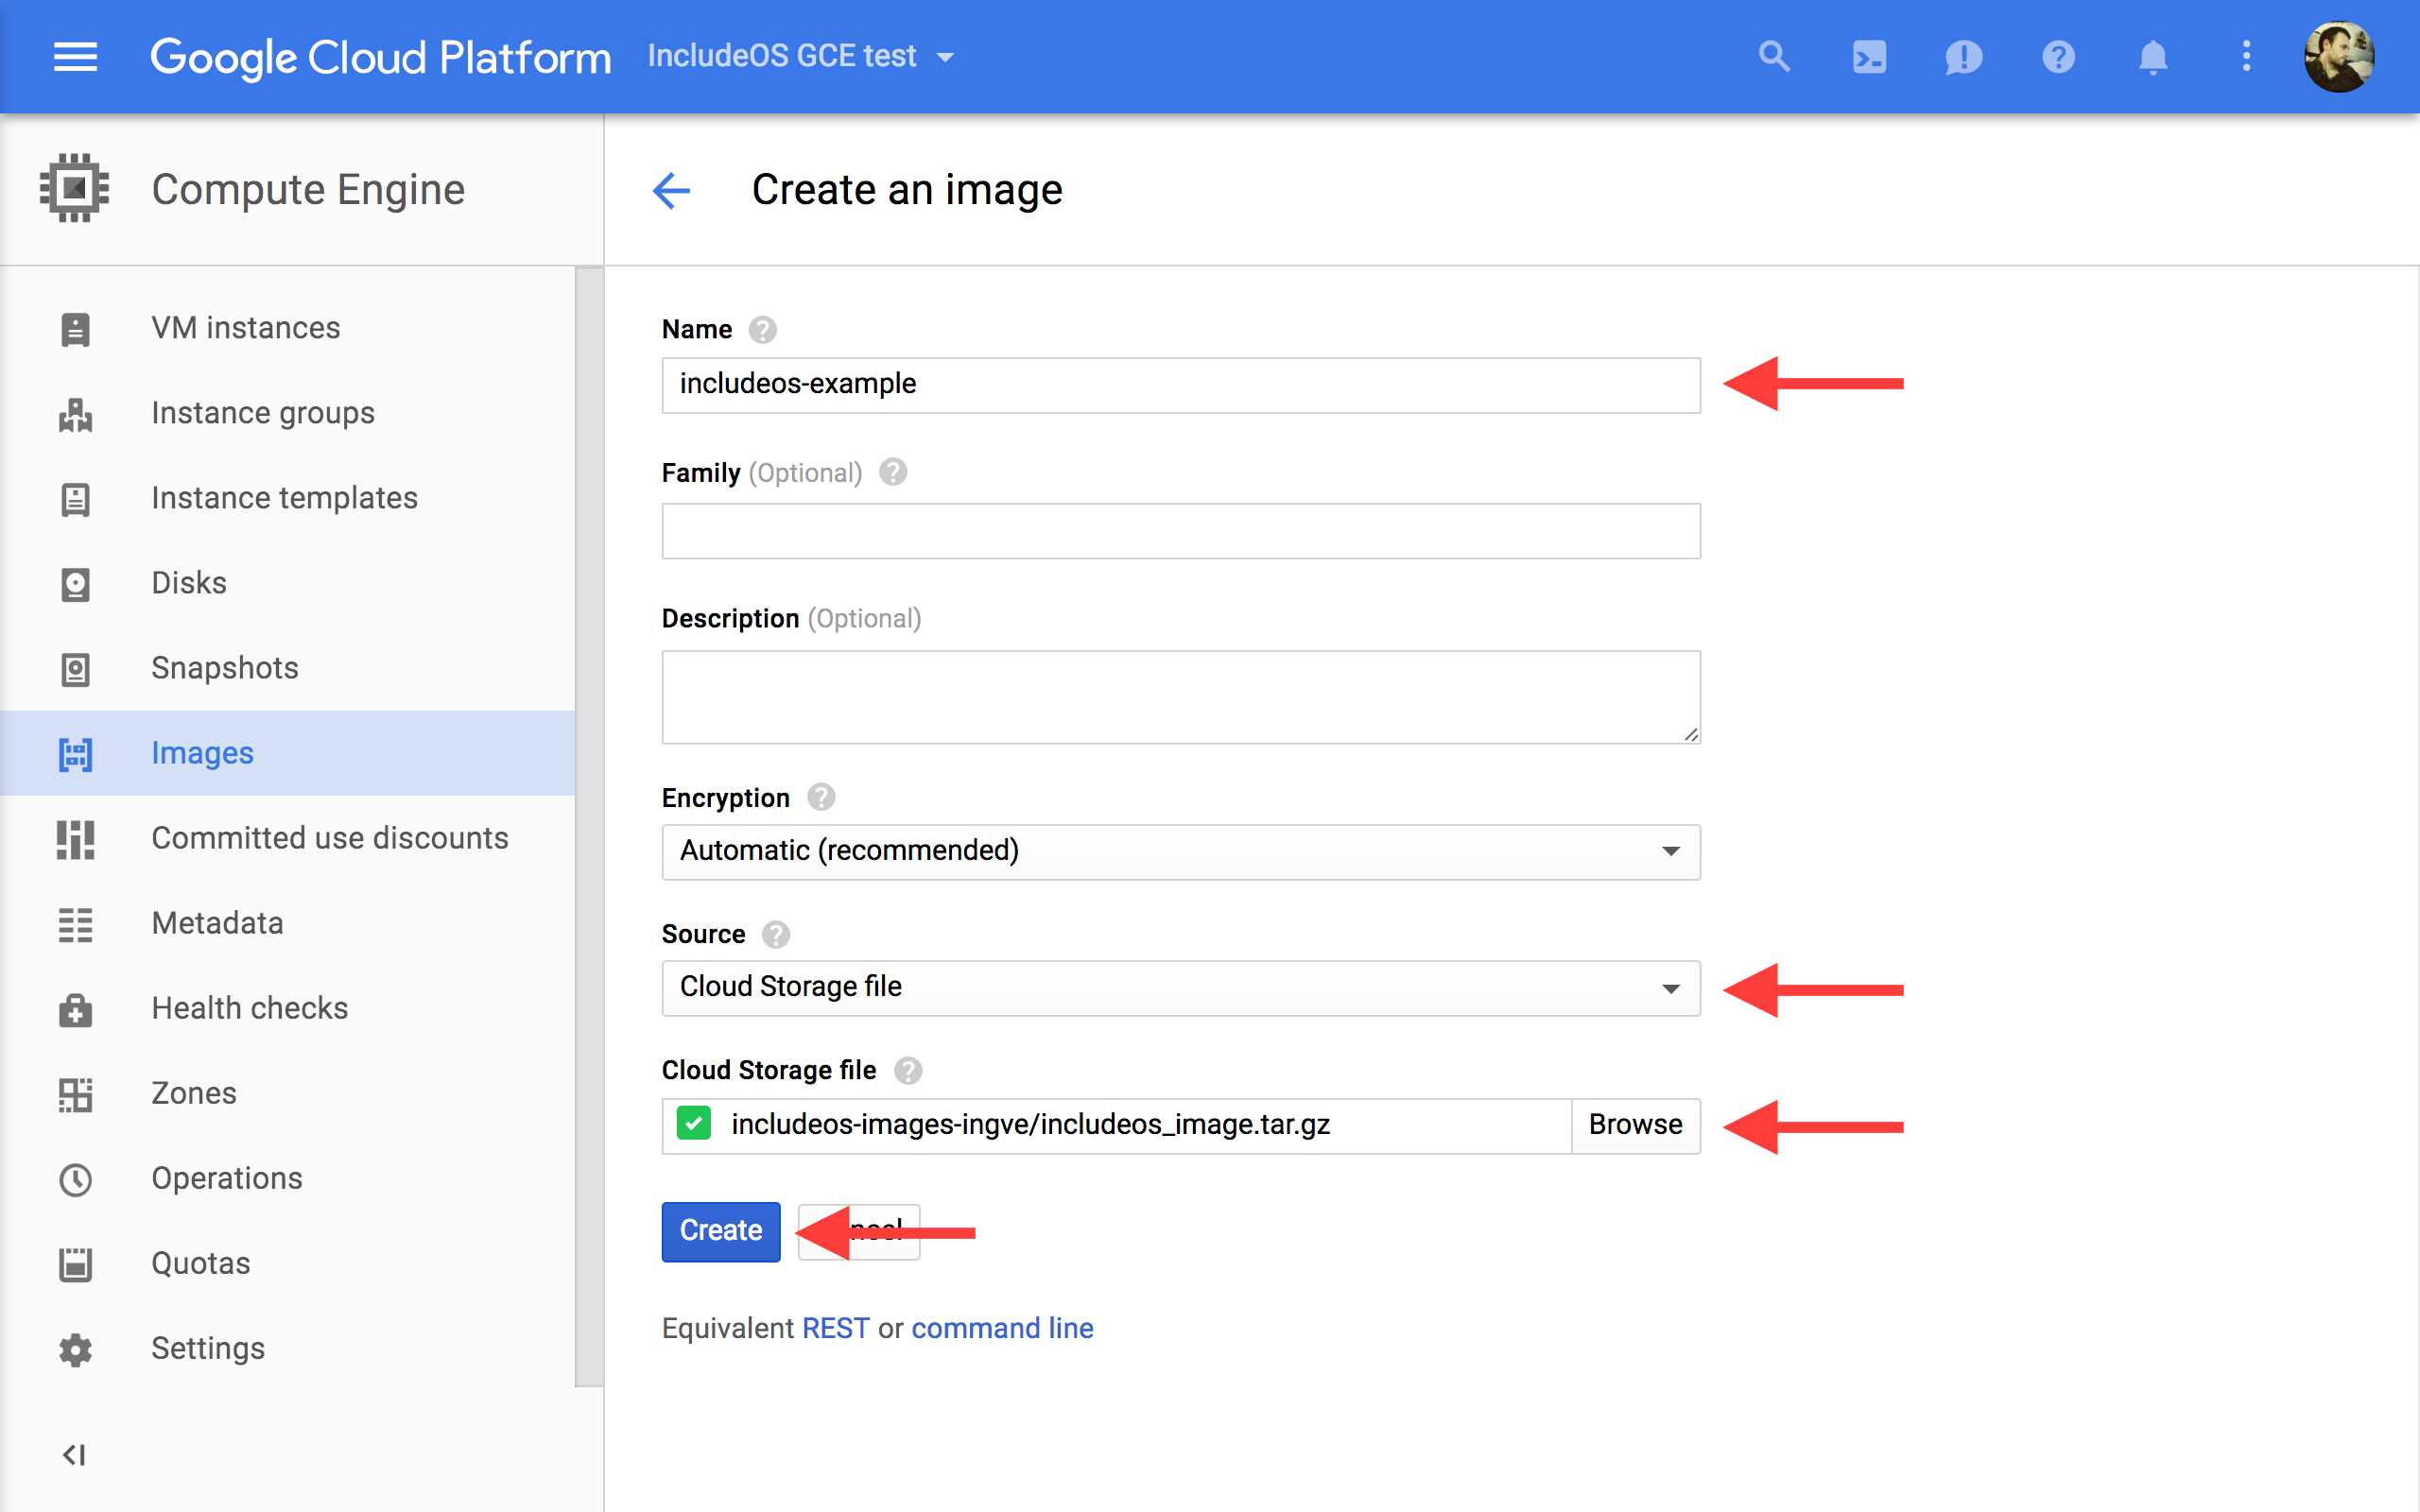 Google Cloud Platform IncludeOS GCE test
Compute Engine
Create an image
VM instances
Instance groups
Instance templates
Disks
Snapshots
Images
Committed use discounts
Metadata
Health checks
Zones
Operations
Quotas
Settings
Name
includeos-example
Family (Optional)
Description (Optional)
Encryption
Automatic (recommended)
Source
Cloud Storage file
Cloud Storage file
includeos-images-ingve/includeos_image.tar.gz Browse
Create
Equivalent REST or command line